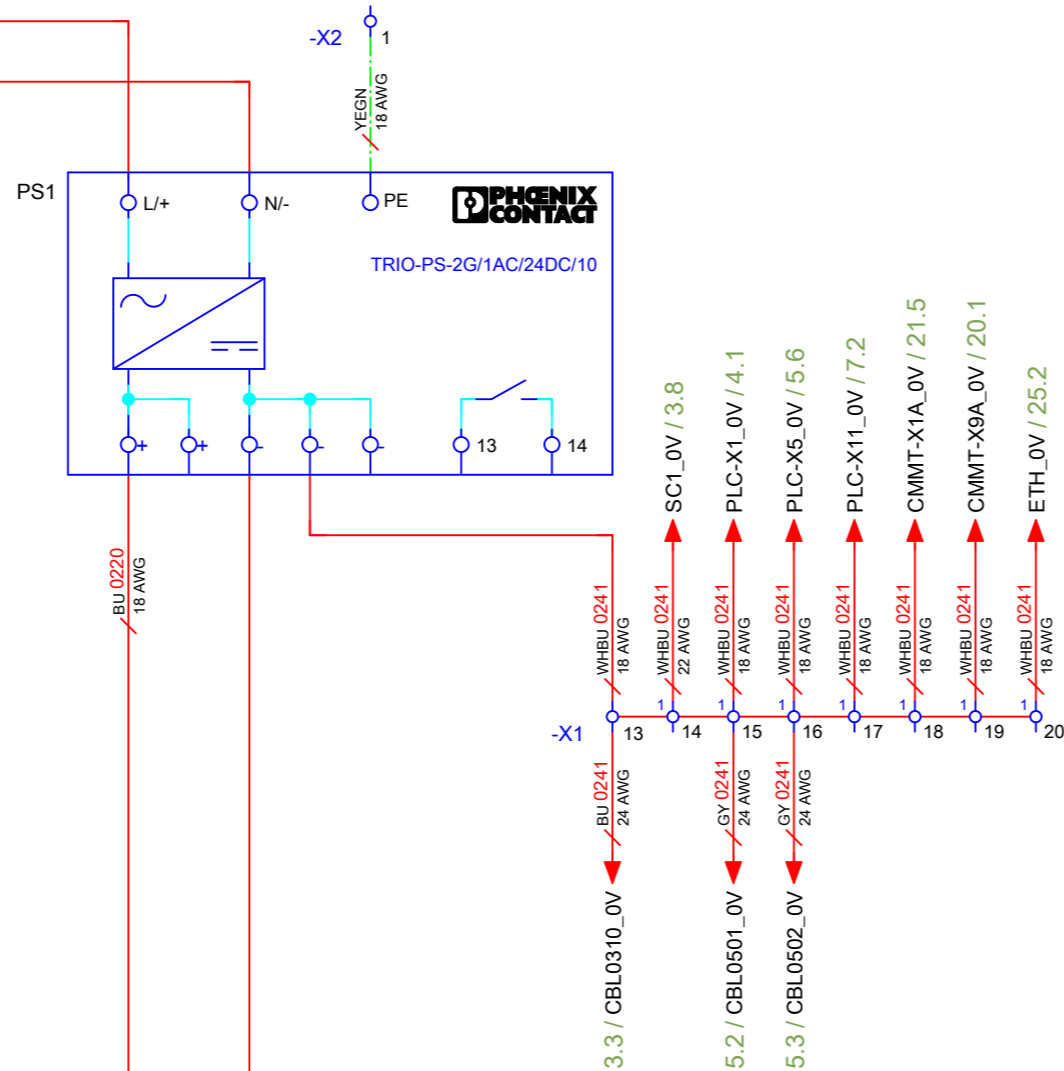 -X2
1
YEGN
18 AWG
PS1
L/+
N/-
PE
PHŒNIX
CONTACT
TRIO-PS-2G/1AC/24DC/10
+
+
-
-
-
13
14
BU 0220
18 AWG
SC1_0V / 3.8
PLC-X1_0V / 4.1
PLC-X5_0V / 5.6
PLC-X11_0V / 7.2
CMMT-X1A_0V / 21.5
CMMT-X9A_0V / 20.1
ETH_0V / 25.2
WHBU 0241
18 AWG
WHBU 0241
22 AWG
WHBU 0241
18 AWG
WHBU 0241
18 AWG
WHBU 0241
18 AWG
WHBU 0241
18 AWG
WHBU 0241
18 AWG
WHBU 0241
18 AWG
1
1
1
1
1
1
1
-X1
13
14
15
16
17
18
19
20
BU 0241
24 AWG
GY 0241
24 AWG
GY 0241
24 AWG
3.3 / CBL0310_0V
5.2 / CBL0501_0V
5.3 / CBL0502_0V